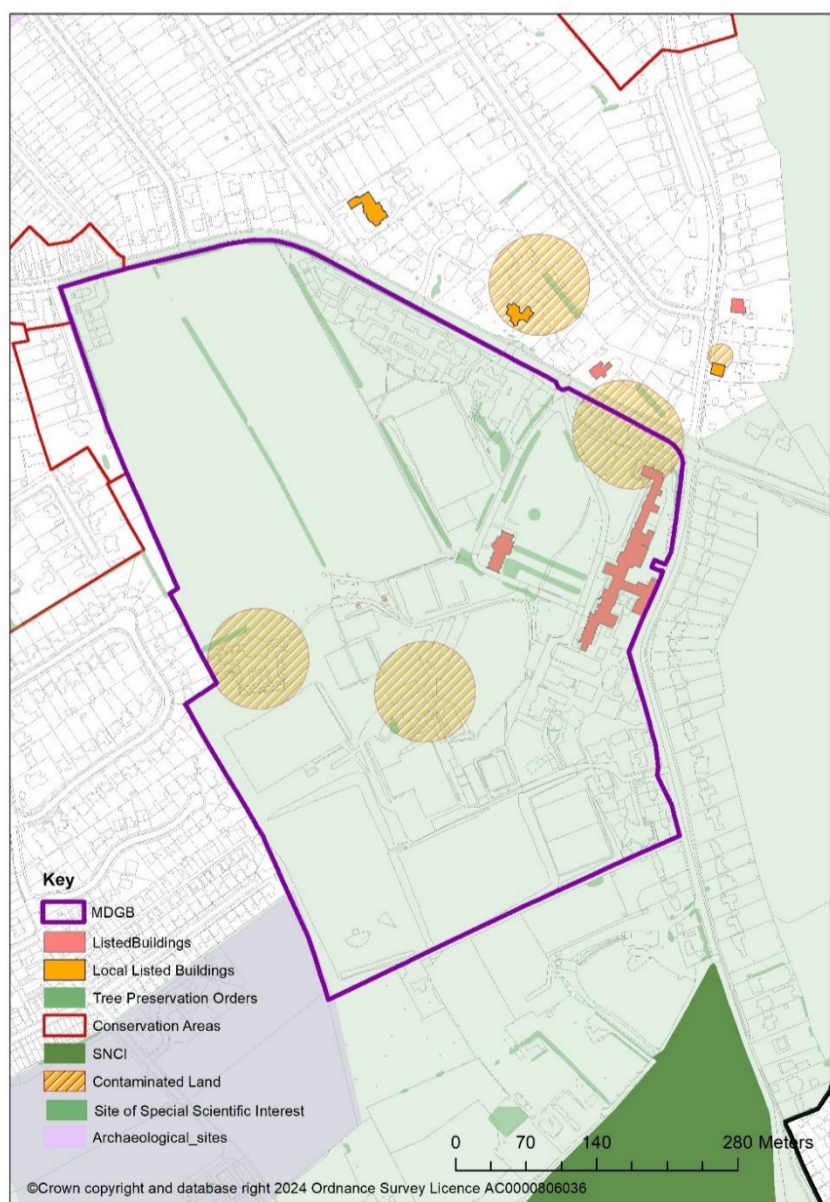 Key
MDGB
ListedBuildings
Local Listed Buildings
Tree Preservation Orders
Conservation Areas
SNCI
Contaminated Land
Site of Special Scientific Interest
Archaeological_sites
0 70 140 280 Meters
©Crown copyright and database right 2024 Ordnance Survey Licence AC0000806036